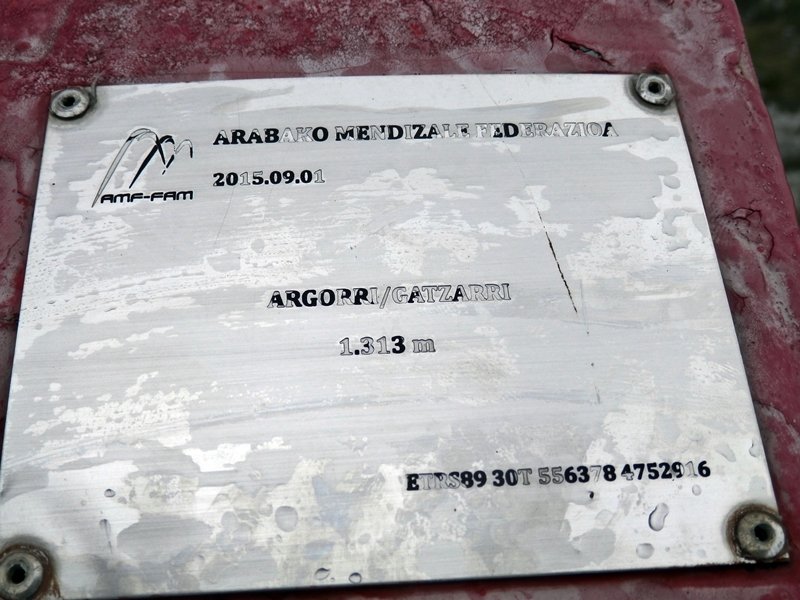 ARABAKO MENDIZALE FEDERAZIOA
2015.09.01
AMF-FAM
ARGORRI/GATZARRI
1.313 m
ETRS89 30T 556378 4752916